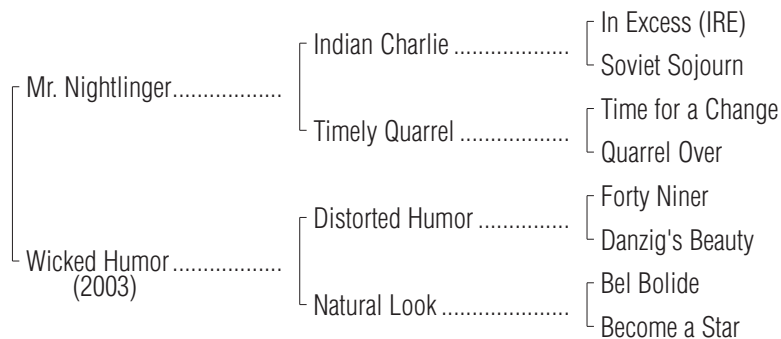 In Excess (IRE)
Indian Charlie ...................
Soviet Sojourn
Mr. Nightlinger..................
Time for a Change
Timely Quarrel ..................
Quarrel Over
Forty Niner
Distorted Humor ...............
Danzig's Beauty
Wicked Humor ..................
(2003)
Bel Bolide
Natural Look .....................
Become a Star